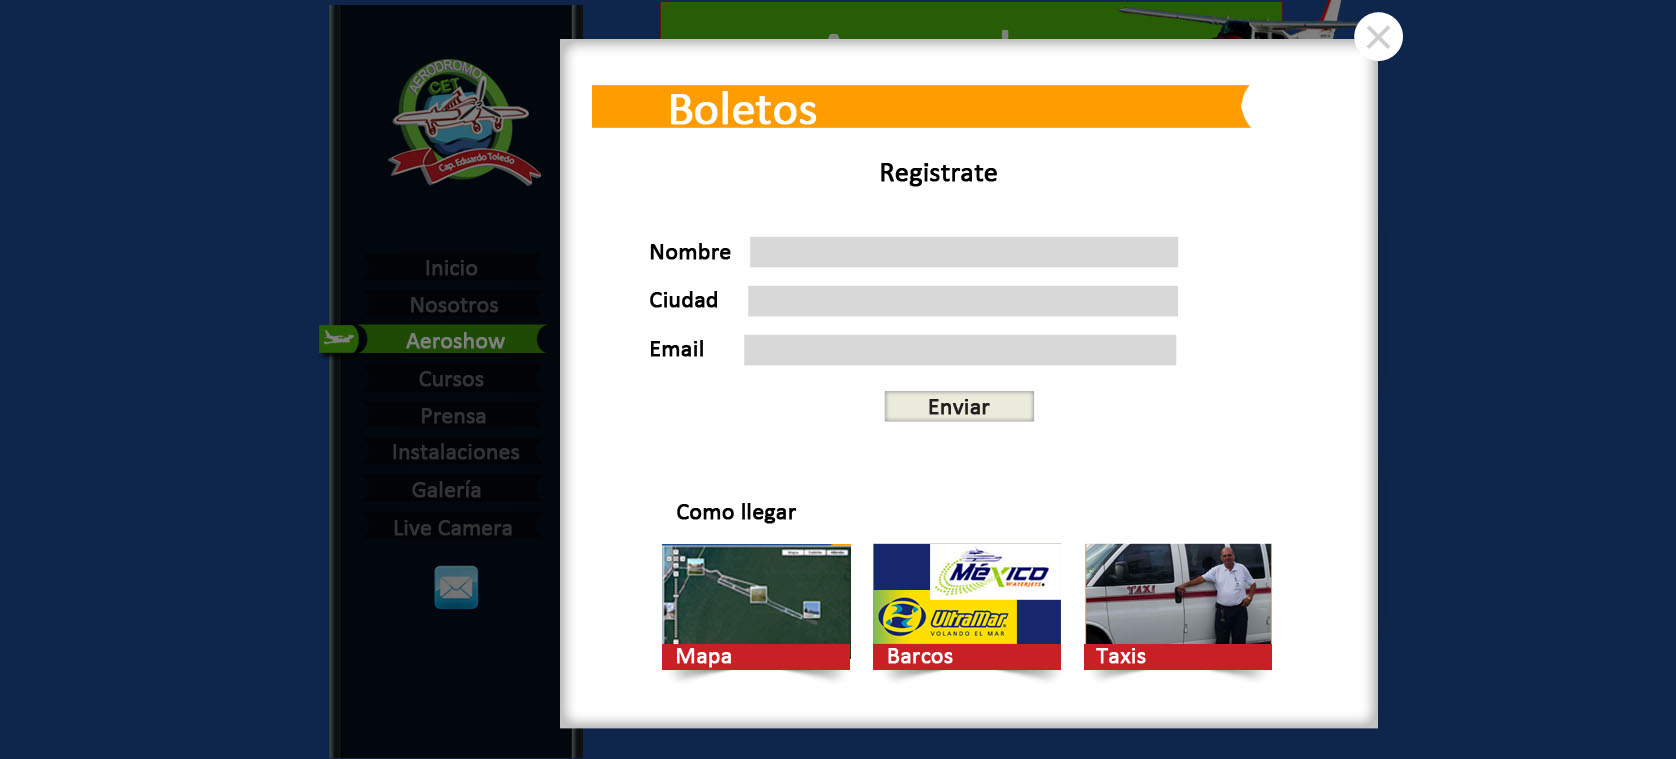 AERODROMO
CET
Cap. Eduardo Toledo
Inicio
Nosotros
Aeroshow
Cursos
Prensa
Instalaciones
Galería
Live Camera
Boletos
Registrate
Nombre
Ciudad
Email
Enviar
Como llegar
Mapa
México
WATERJETS
UltraMar
VOLANDO EL MAR
Barcos
TAXI
Taxis